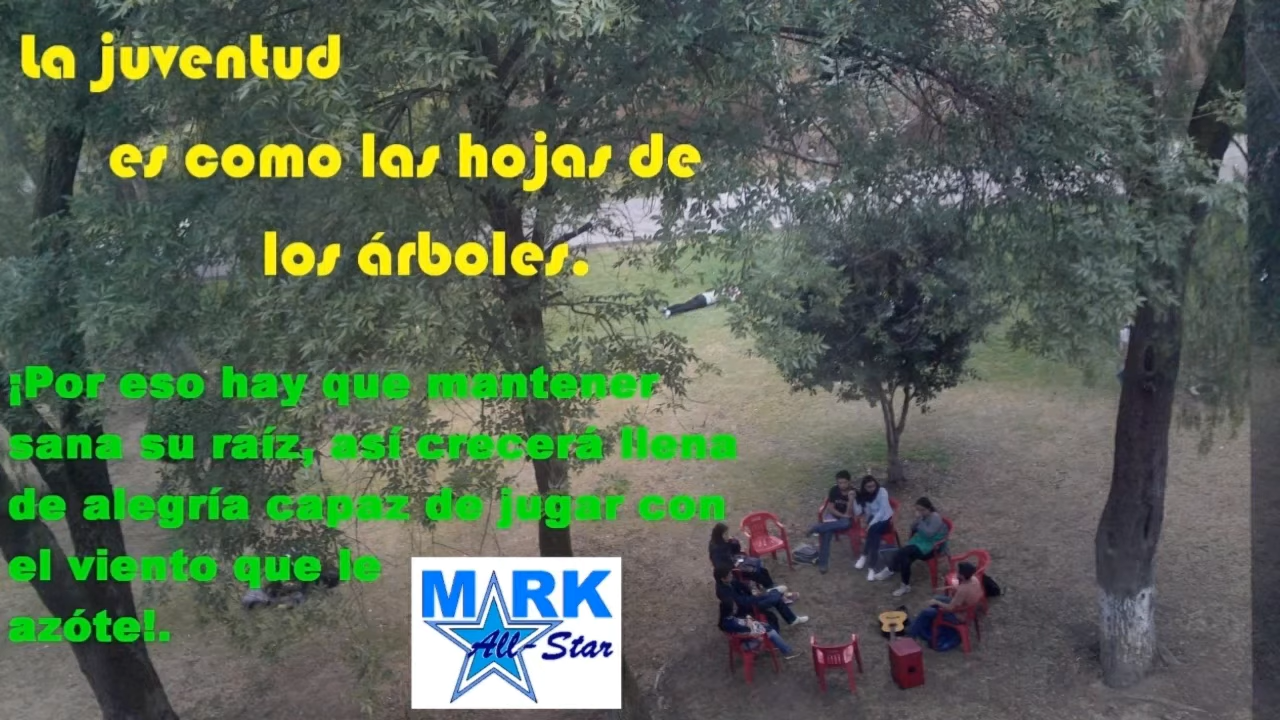 La juventud
es como las hojas de
los árboles.
¡Por eso hay que mantener
sana su raíz, así crecerá llena
de alegría capaz de jugar con
el viento que le
azóte!.
MARK
All-Star